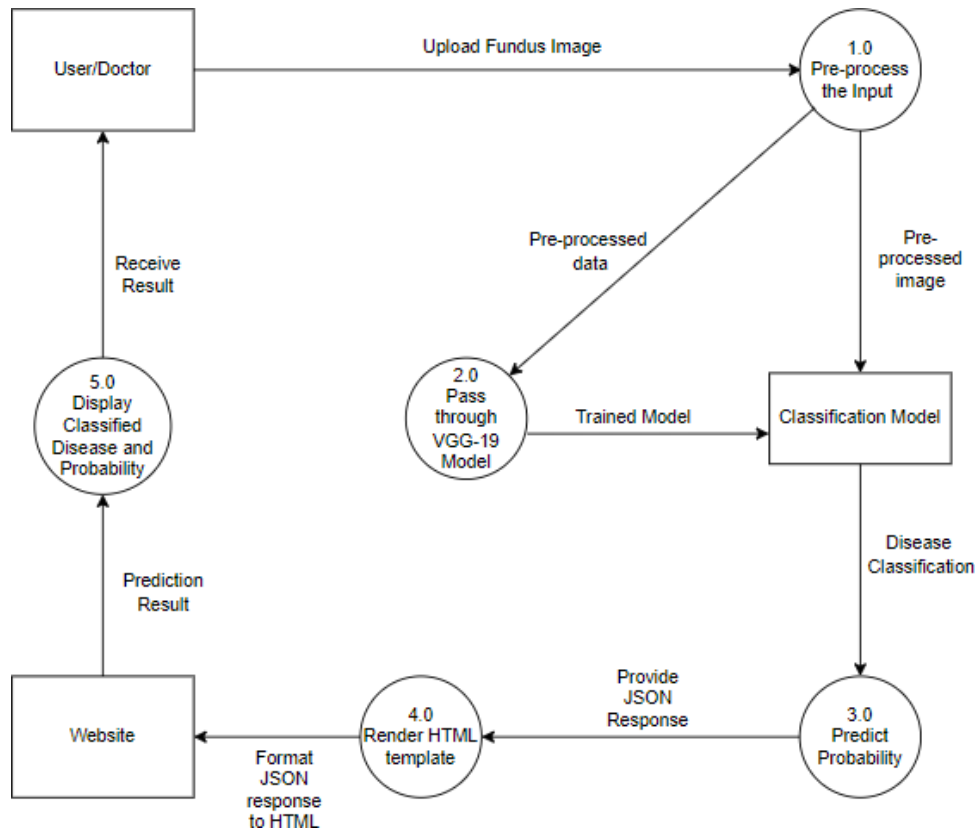 User/Doctor
Upload Fundus Image
1.0
Pre-process
the Input
Pre-processed
data
Pre-
processed
image
Receive
Result
5.0
Display
Classified
Disease and
Probability
2.0
Pass
through
VGG-19
Model
Trained Model
Classification Model
Disease
Classification
Prediction
Result
Website
Format
JSON
response
to HTML
4.0
Render HTML
template
Provide
JSON
Response
3.0
Predict
Probability